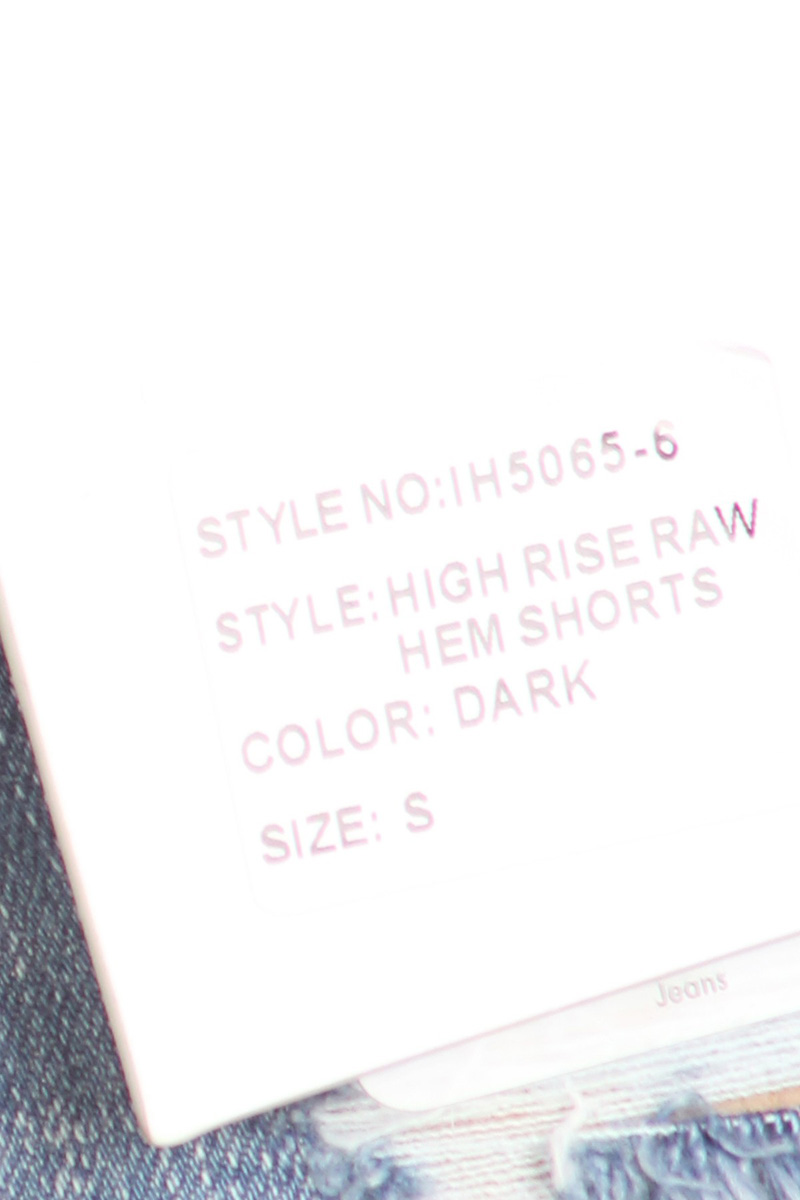 STYLE NO:IH5065-6
STYLE: HIGH RISE RAW
HEM SHORTS
COLOR: DARK
SIZE: S
Jeans